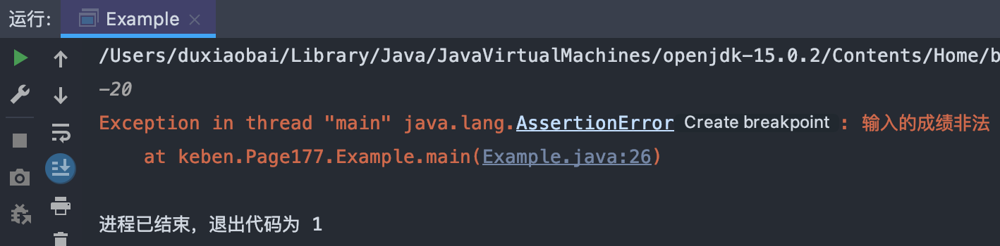 运行: Example
/Users/duxiaobai/Library/Java/JavaVirtualMachines/openjdk-15.0.2/Contents/Home/b
-20
Exception in thread "main" java.lang.AssertionError Create breakpoint : 输入的成绩非法
at keben.Page177.Example.main(Example.java:26)
进程已结束，退出代码为 1